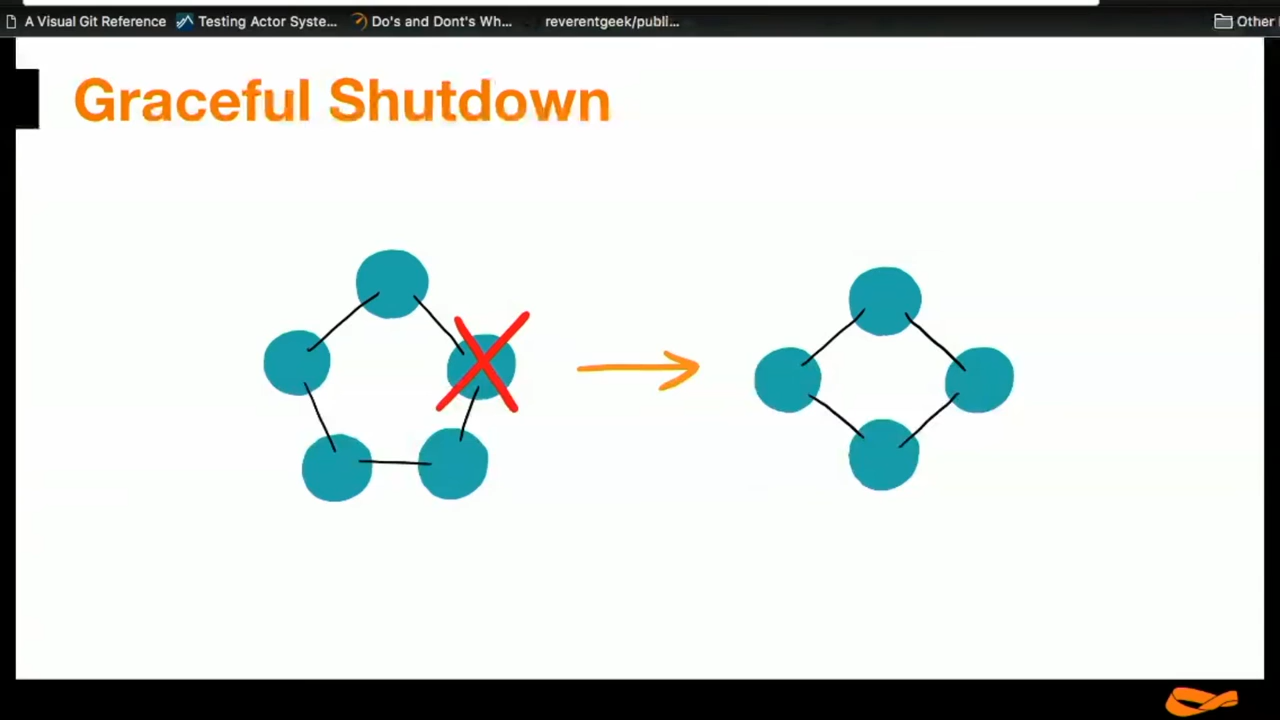 A Visual Git Reference Testing Actor Syste... Do's and Dont's Wh... reverentgeek/publi... Other
Graceful Shutdown